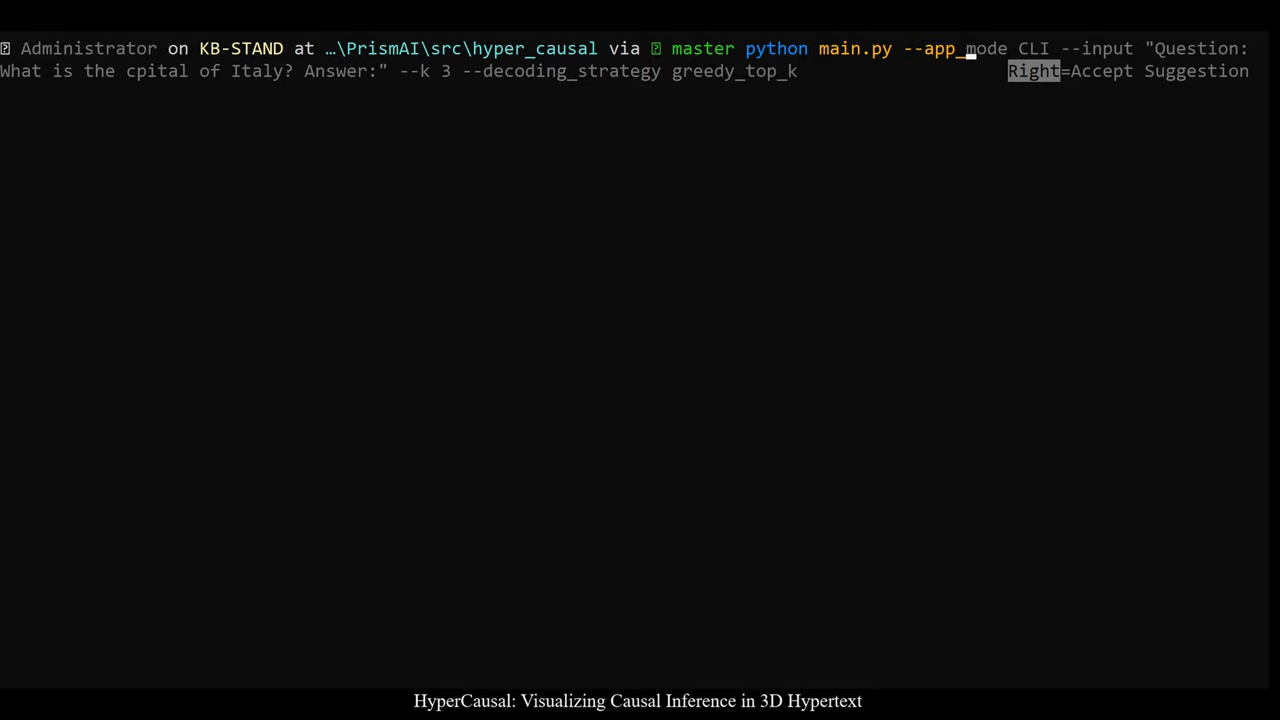 Administrator on KB-STAND at …\PrismAI\src\hyper_causal via master python main.py --app_mode CLI --input "Question:
What is the cpital of Italy? Answer:" --k 3 --decoding_strategy greedy_top_k Right=Accept Suggestion
HyperCausal: Visualizing Causal Inference in 3D Hypertext